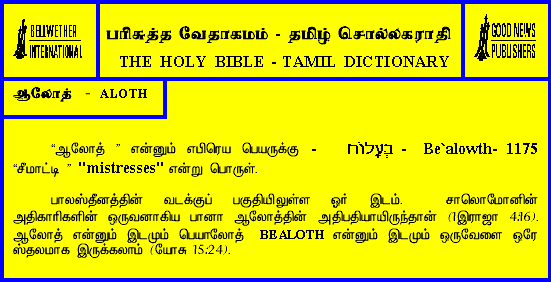 BELLWETHER
INTERNATIONAL
பரிசுத்த வேதாகமம் - தமிழ் சொல்லகராதி
THE HOLY BIBLE - TAMIL DICTIONARY
GOOD NEWS
PUBLISHERS
ஆலோத் - ALOTH
“ஆலோத் ” என்னும் எபிரெய பெயருக்கு - בְּעָלוֹת - Be`alowth- 1175
“சீமாட்டி ” "mistresses" என்று பொருள்.
பாலஸ்தீனத்தின் வடக்குப் பகுதியிலுள்ள ஓர் இடம். சாலொமோனின்
அதிகாரிகளின் ஒருவனாகிய பானா ஆலோத்தின் அதிபதியாயிருந்தான் (1இராஜா 4:16).
ஆலோத் என்னும் இடமும் பெயாலோத் BEALOTH என்னும் இடமும் ஒருவேளை ஒரே
ஸ்தலமாக இருக்கலாம் (யோசு 15:24).